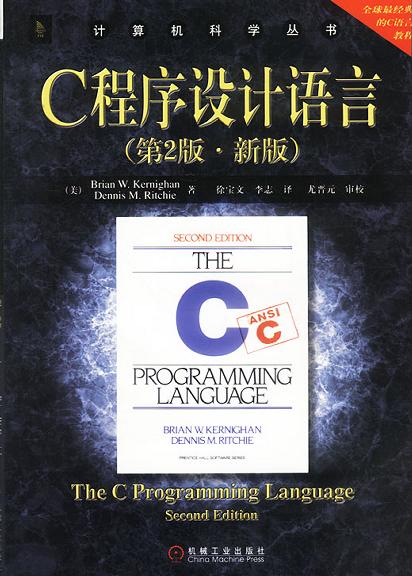 计算机科学丛书
全球最经典
的C语言
教程
C程序设计语言
(第2版·新版)
(美) Brian W. Kernighan
Dennis M. Ritchie 著 徐宝文 李志 译 尤晋元 审校
SECOND EDITION
THE
C
ANSI
C
PROGRAMMING
LANGUAGE
BRIAN W. KERNIGHAN
DENNIS M. RITCHIE
PRENTICE HALL SOFTWARE SERIES
The C Programming Language
Second Edition
机械工业出版社
China Machine Press